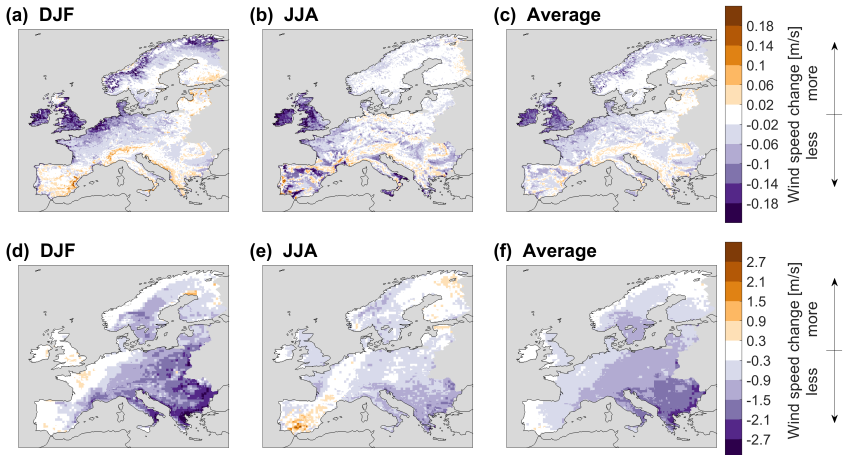 (a) DJF
(b) JJA
(c) Average
0.18
0.14
0.1
0.06
0.02
-0.02
-0.06
-0.1
-0.14
-0.18
Wind speed change [m/s]
less more
(d) DJF
(e) JJA
(f) Average
2.7
2.1
1.5
0.9
0.3
-0.3
-0.9
-1.5
-2.1
-2.7
Wind speed change [m/s]
less more